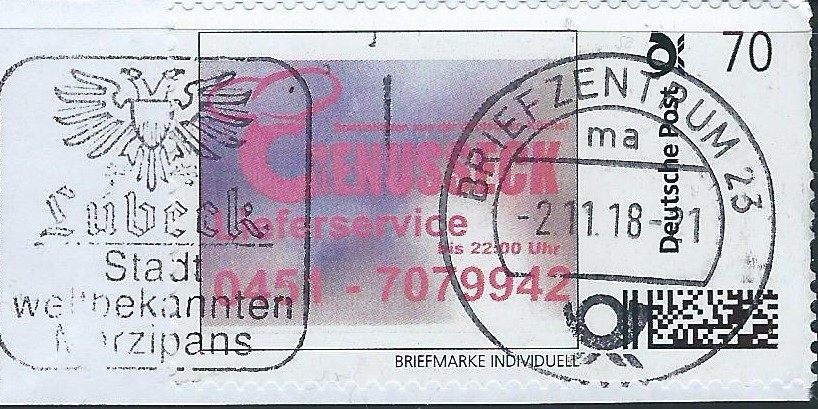 Lübeck
Stadt
weltbekannten
Marzipans
GENUSSECK
Lieferservice
bis 22:00 Uhr
0451 - 7079942
BRIEFMARKE INDIVIDUELL
BRIEFZENTRUM 23
ma
-2.11.18-21
Deutsche Post
70